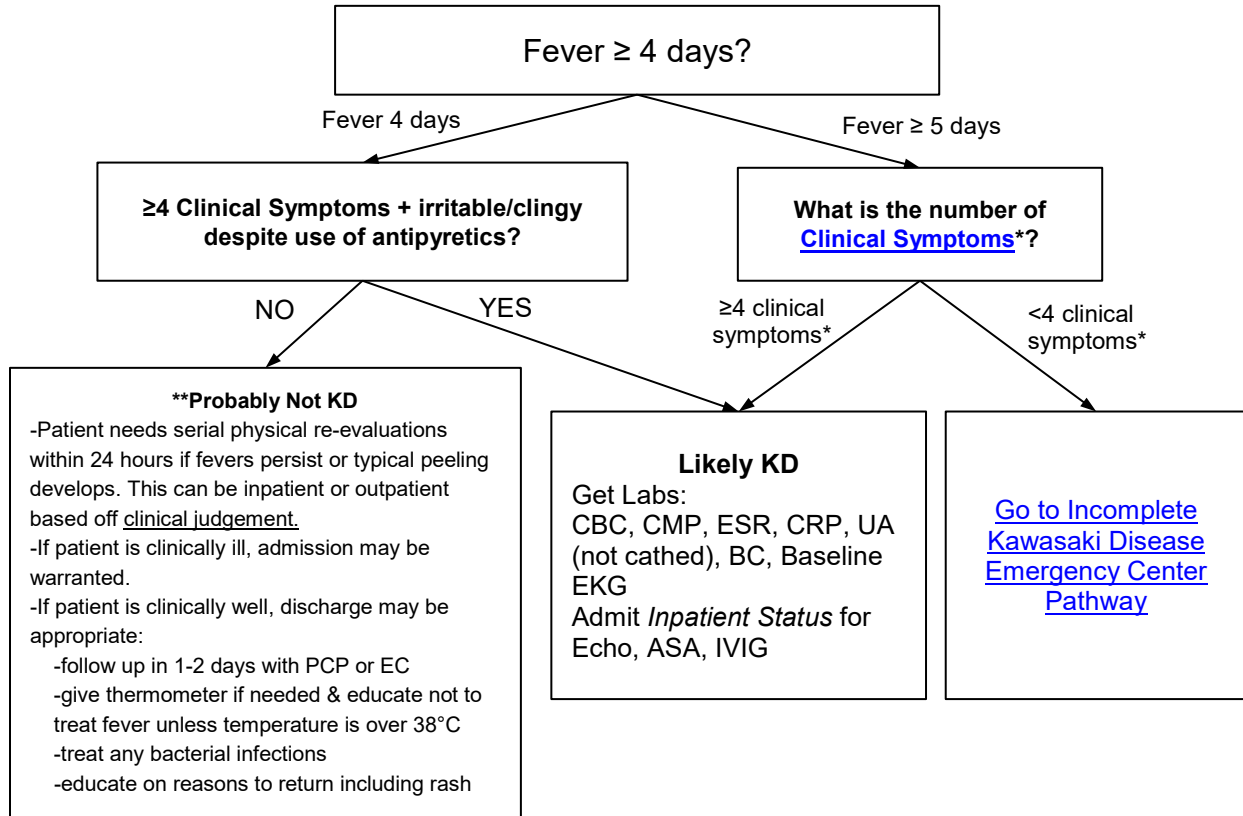 Fever ≥ 4 days?
Fever 4 days
Fever ≥ 5 days
≥4 Clinical Symptoms + irritable/clingy
despite use of antipyretics?
What is the number of
Clinical Symptoms*?
NO
YES
≥4 clinical
symptoms*
<4 clinical
symptoms*
**Probably Not KD
-Patient needs serial physical re-evaluations
within 24 hours if fevers persist or typical peeling
develops. This can be inpatient or outpatient
based off clinical judgement.
-If patient is clinically ill, admission may be
warranted.
-If patient is clinically well, discharge may be
appropriate:
-follow up in 1-2 days with PCP or EC
-give thermometer if needed & educate not to
treat fever unless temperature is over 38°C
-treat any bacterial infections
-educate on reasons to return including rash
Likely KD
Get Labs:
CBC, CMP, ESR, CRP, UA
(not cathed), BC, Baseline
EKG
Admit Inpatient Status for
Echo, ASA, IVIG
Go to Incomplete
Kawasaki Disease
Emergency Center
Pathway